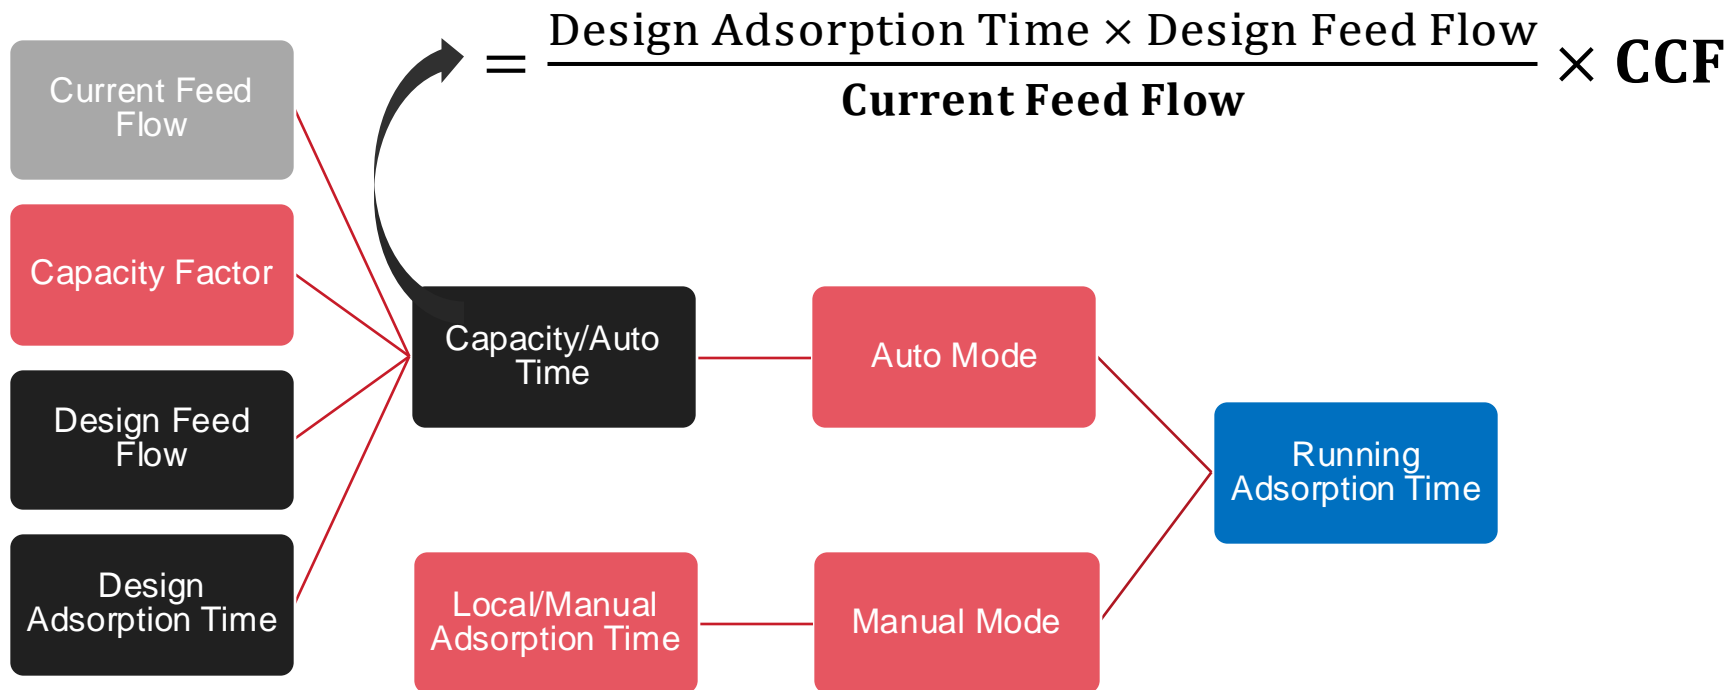 = Design Adsorption Time × Design Feed Flow
Current Feed Flow
× CCF
Current Feed
Flow
Capacity Factor
Design Feed
Flow
Design
Adsorption Time
Capacity/Auto
Time
Auto Mode
Local/Manual
Adsorption Time
Manual Mode
Running
Adsorption Time